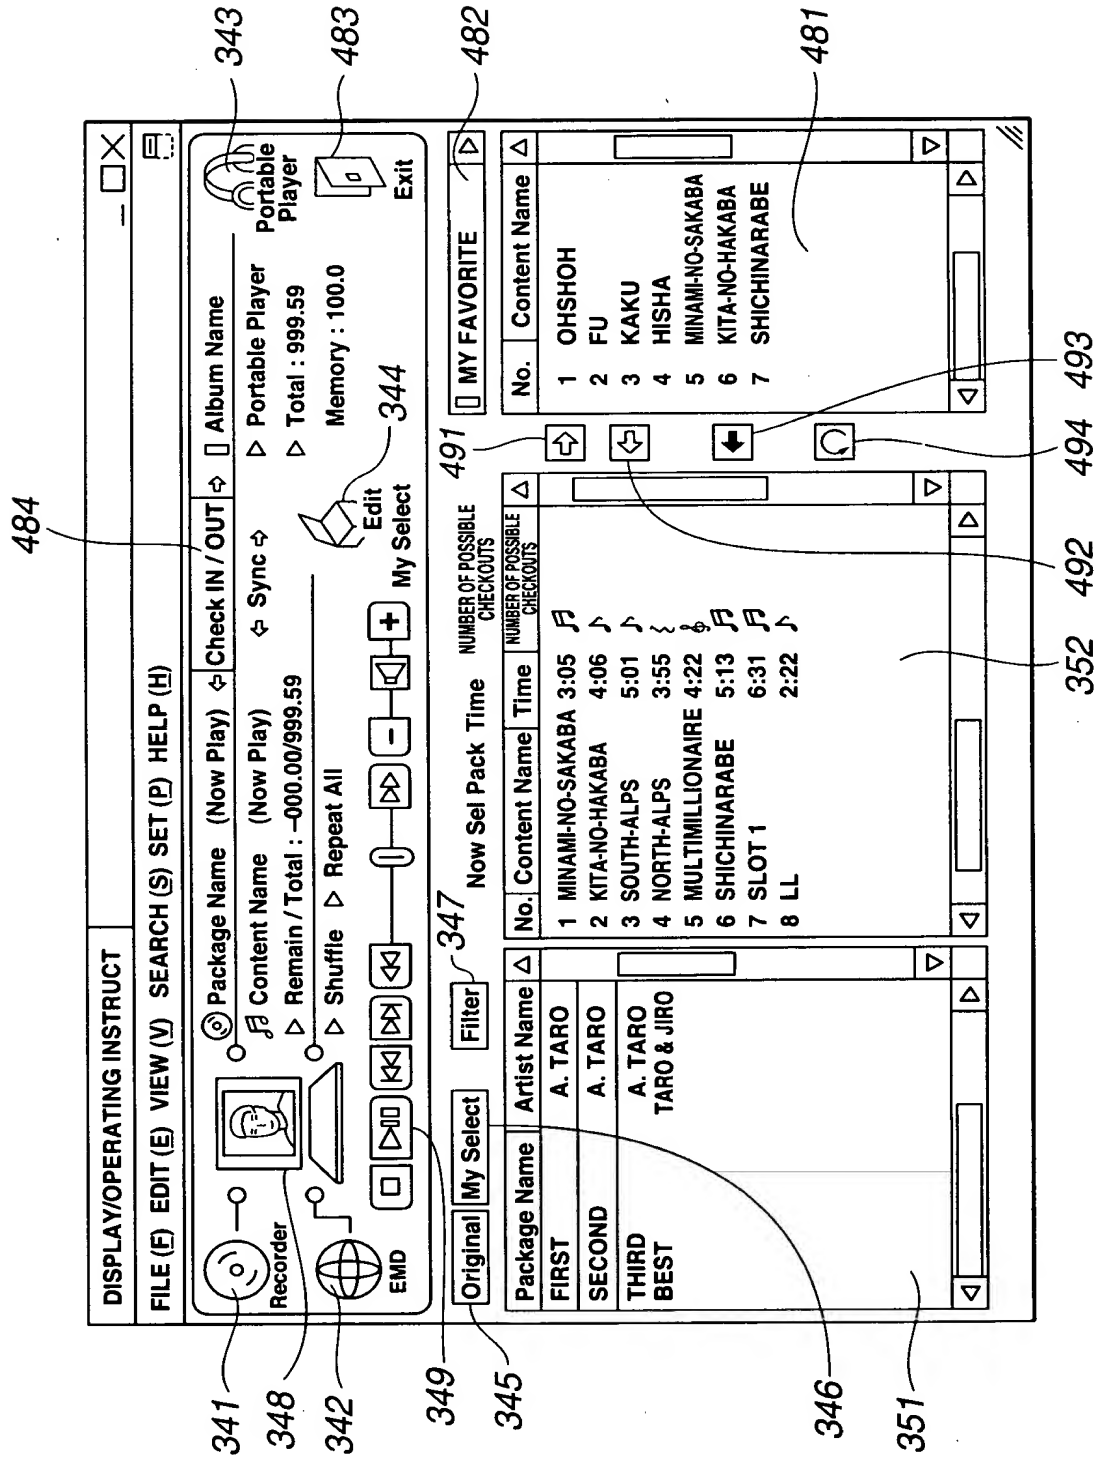 484
DISPLAY/OPERATING INSTRUCT
FILE (F) EDIT (E) VIEW (V) SEARCH (S) SET (P) HELP (H)
Package Name (Now Play) Check IN / OUT Album Name
Content Name (Now Play) Sync Portable Player
Remain / Total : –000.00/999.59 Total : 999.59
Shuffle Repeat All Memory : 100.0
Recorder
EMD
Edit
My Select
Portable
Player
Exit
341
348
342
349
345
346
351
347
344
343
483
482
481
491
492
493
494
352
Original My Select Filter
Now Sel Pack Time NUMBER OF POSSIBLE
CHECKOUTS
MY FAVORITE
Package Name Artist Name
FIRST A. TARO
SECOND A. TARO
THIRD A. TARO
BEST TARO & JIRO
No. Content Name Time NUMBER OF POSSIBLE
CHECKOUTS
1 MINAMI-NO-SAKABA 3:05
2 KITA-NO-HAKABA 4:06
3 SOUTH-ALPS 5:01
4 NORTH-ALPS 3:55
5 MULTIMILLIONAIRE 4:22
6 SHICHINARABE 5:13
7 SLOT 1 6:31
8 LL 2:22
No. Content Name
1 OHSHOH
2 FU
3 KAKU
4 HISHA
5 MINAMI-NO-SAKABA
6 KITA-NO-HAKABA
7 SHICHINARABE